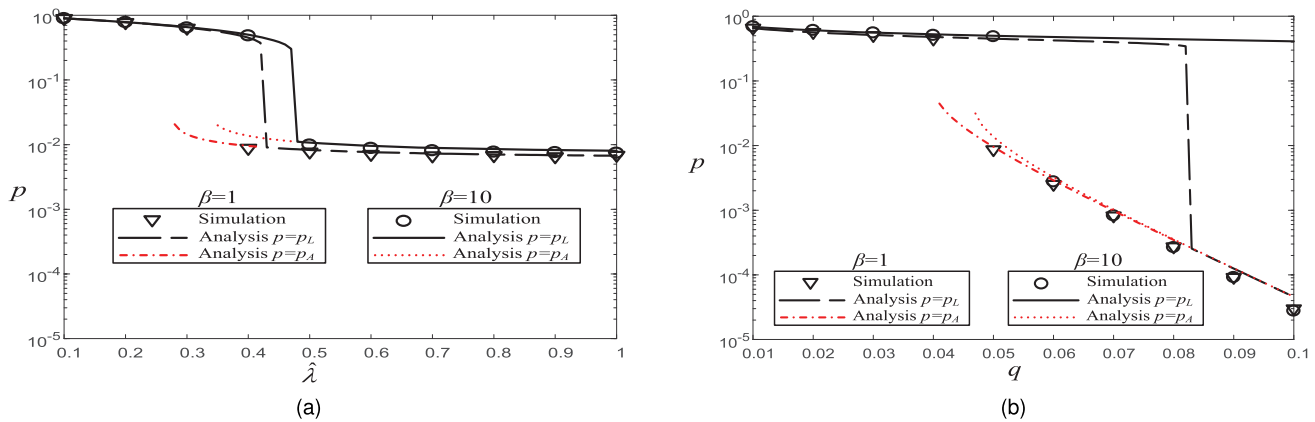 10^0
10^-1
10^-2
10^-3
10^-4
10^-5
p
β=1
Simulation
Analysis p=p_L
Analysis p=p_A
β=10
Simulation
Analysis p=p_L
Analysis p=p_A
0.1 0.2 0.3 0.4 0.5 0.6 0.7 0.8 0.9 1
λ̂
(a)
10^0
10^-1
10^-2
10^-3
10^-4
10^-5
p
β=1
Simulation
Analysis p=p_L
Analysis p=p_A
β=10
Simulation
Analysis p=p_L
Analysis p=p_A
0.01 0.02 0.03 0.04 0.05 0.06 0.07 0.08 0.09 0.1
q
(b)